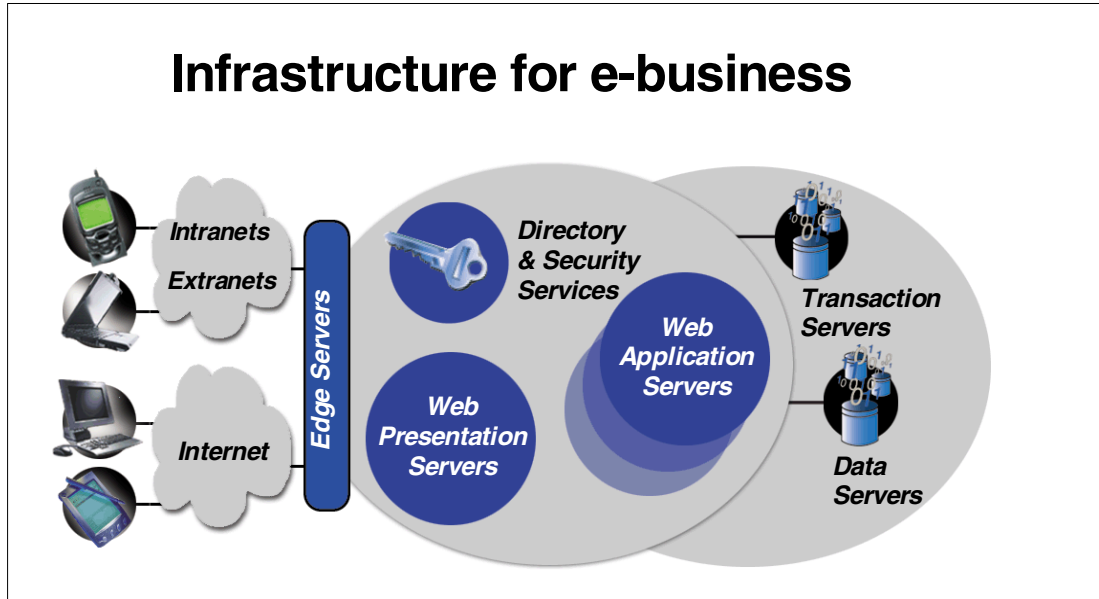 Infrastructure for e-business
Intranets
Extranets
Internet
Edge Servers
Directory
& Security
Services
Web
Presentation
Servers
Web
Application
Servers
Transaction
Servers
Data
Servers